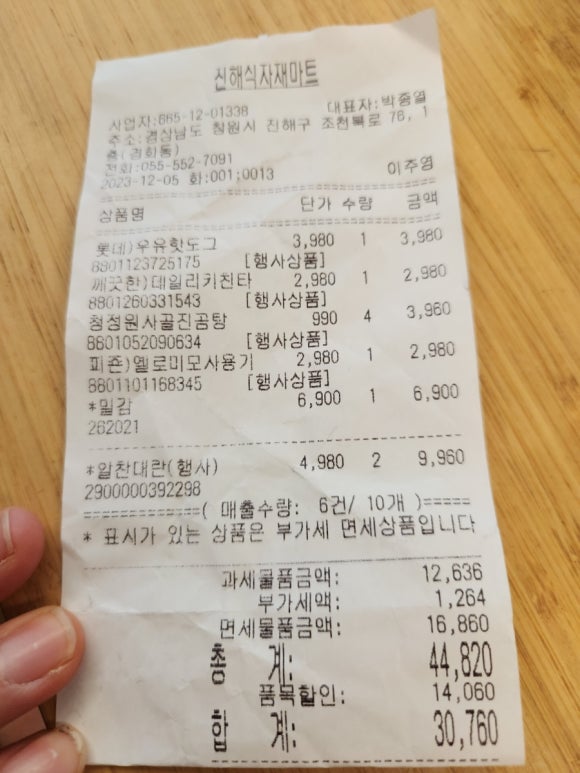 진해식자재마트
사업자:665-12-01338 대표자:박중열
주소:경상남도 창원시 진해구 조천북로 76, 1
층(경화동)
전화:055-552-7091
2023-12-05 화:001;0013 이주영
상품명 단가 수량 금액
롯데)우유핫도그 3,980 1 3,980
8801123725175 [행사상품]
깨끗한)데일리키친타 2,980 1 2,980
8801260331543 [행사상품]
청정원사골진곰탕 990 4 3,960
8801052090634 [행사상품]
피죤)옐로미모사용기 2,980 1 2,980
8801101168345 [행사상품]
*밀감 6,900 1 6,900
262021
*알찬대란(행사) 4,980 2 9,960
2900000392298
============( 매출수량: 6건/ 10개 )=====
* 표시가 있는 상품은 부가세 면세상품입니다
과세물품금액: 12,636
부가세액: 1,264
면세물품금액: 16,860
총 계: 44,820
품목할인: 14,060
합 계: 30,760